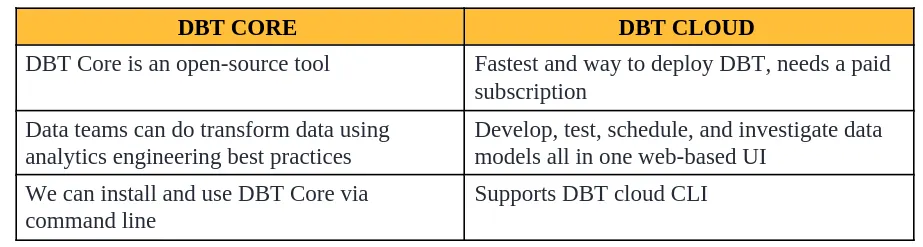 DBT CORE
DBT CLOUD
DBT Core is an open-source tool
Fastest and way to deploy DBT, needs a paid
subscription
Data teams can do transform data using
analytics engineering best practices
Develop, test, schedule, and investigate data
models all in one web-based UI
We can install and use DBT Core via
command line
Supports DBT cloud CLI